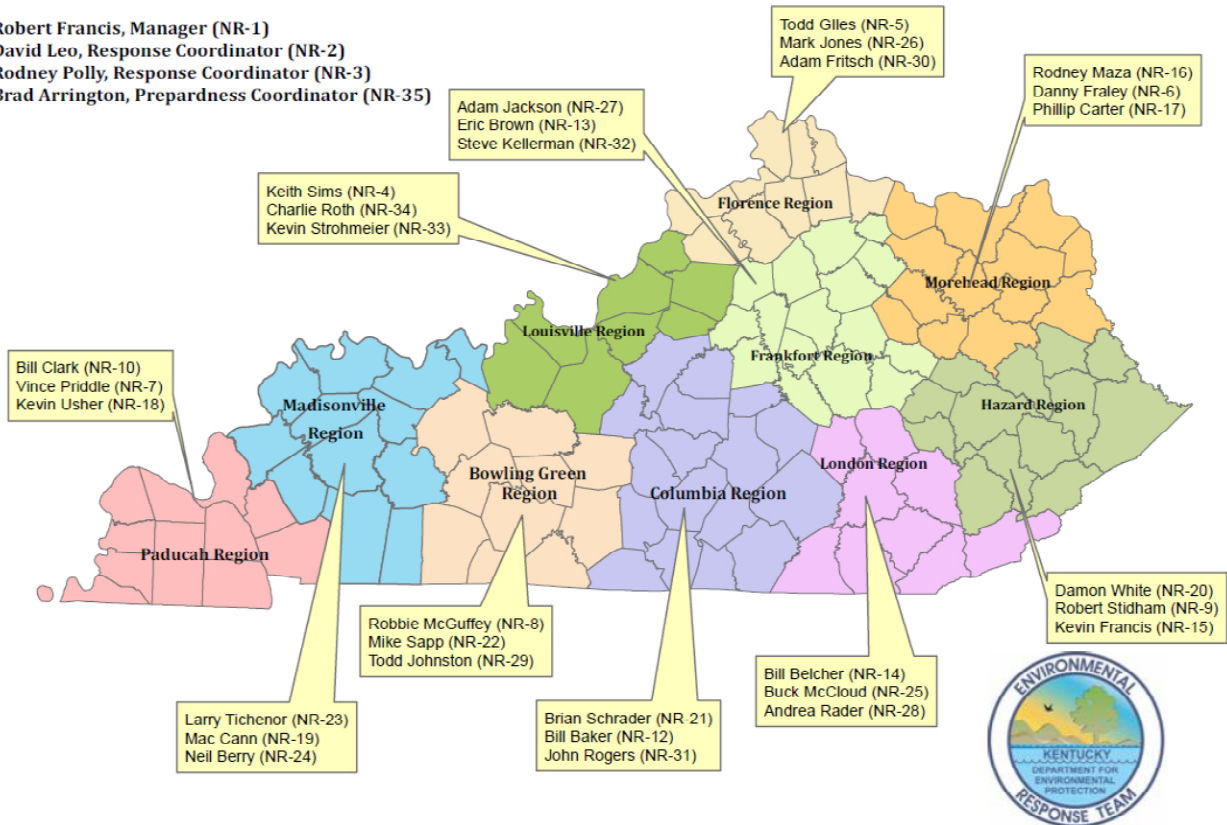 Robert Francis, Manager (NR-1)
David Leo, Response Coordinator (NR-2)
Rodney Polly, Response Coordinator (NR-3)
Brad Arrington, Prepardness Coordinator (NR-35)
Todd GIles (NR-5)
Mark Jones (NR-26)
Adam Fritsch (NR-30)
Rodney Maza (NR-16)
Danny Fraley (NR-6)
Phillip Carter (NR-17)
Adam Jackson (NR-27)
Eric Brown (NR-13)
Steve Kellerman (NR-32)
Keith Sims (NR-4)
Charlie Roth (NR-34)
Kevin Strohmeier (NR-33)
Florence Region
Morehead Region
Louisville Region
Frankfort Region
Bill Clark (NR-10)
Vince Priddle (NR-7)
Kevin Usher (NR-18)
Madisonville
Region
Hazard Region
Bowling Green
Region
Columbia Region
London Region
Paducah Region
Damon White (NR-20)
Robert Stidham (NR-9)
Kevin Francis (NR-15)
Robbie McGuffey (NR-8)
Mike Sapp (NR-22)
Todd Johnston (NR-29)
Bill Belcher (NR-14)
Buck McCloud (NR-25)
Andrea Rader (NR-28)
Larry Tichenor (NR-23)
Mac Cann (NR-19)
Neil Berry (NR-24)
Brian Schrader (NR-21)
Bill Baker (NR-12)
John Rogers (NR-31)
ENVIRONMENTAL
KENTUCKY
DEPARTMENT FOR
ENVIRONMENTAL
PROTECTION
RESPONSE TEAM